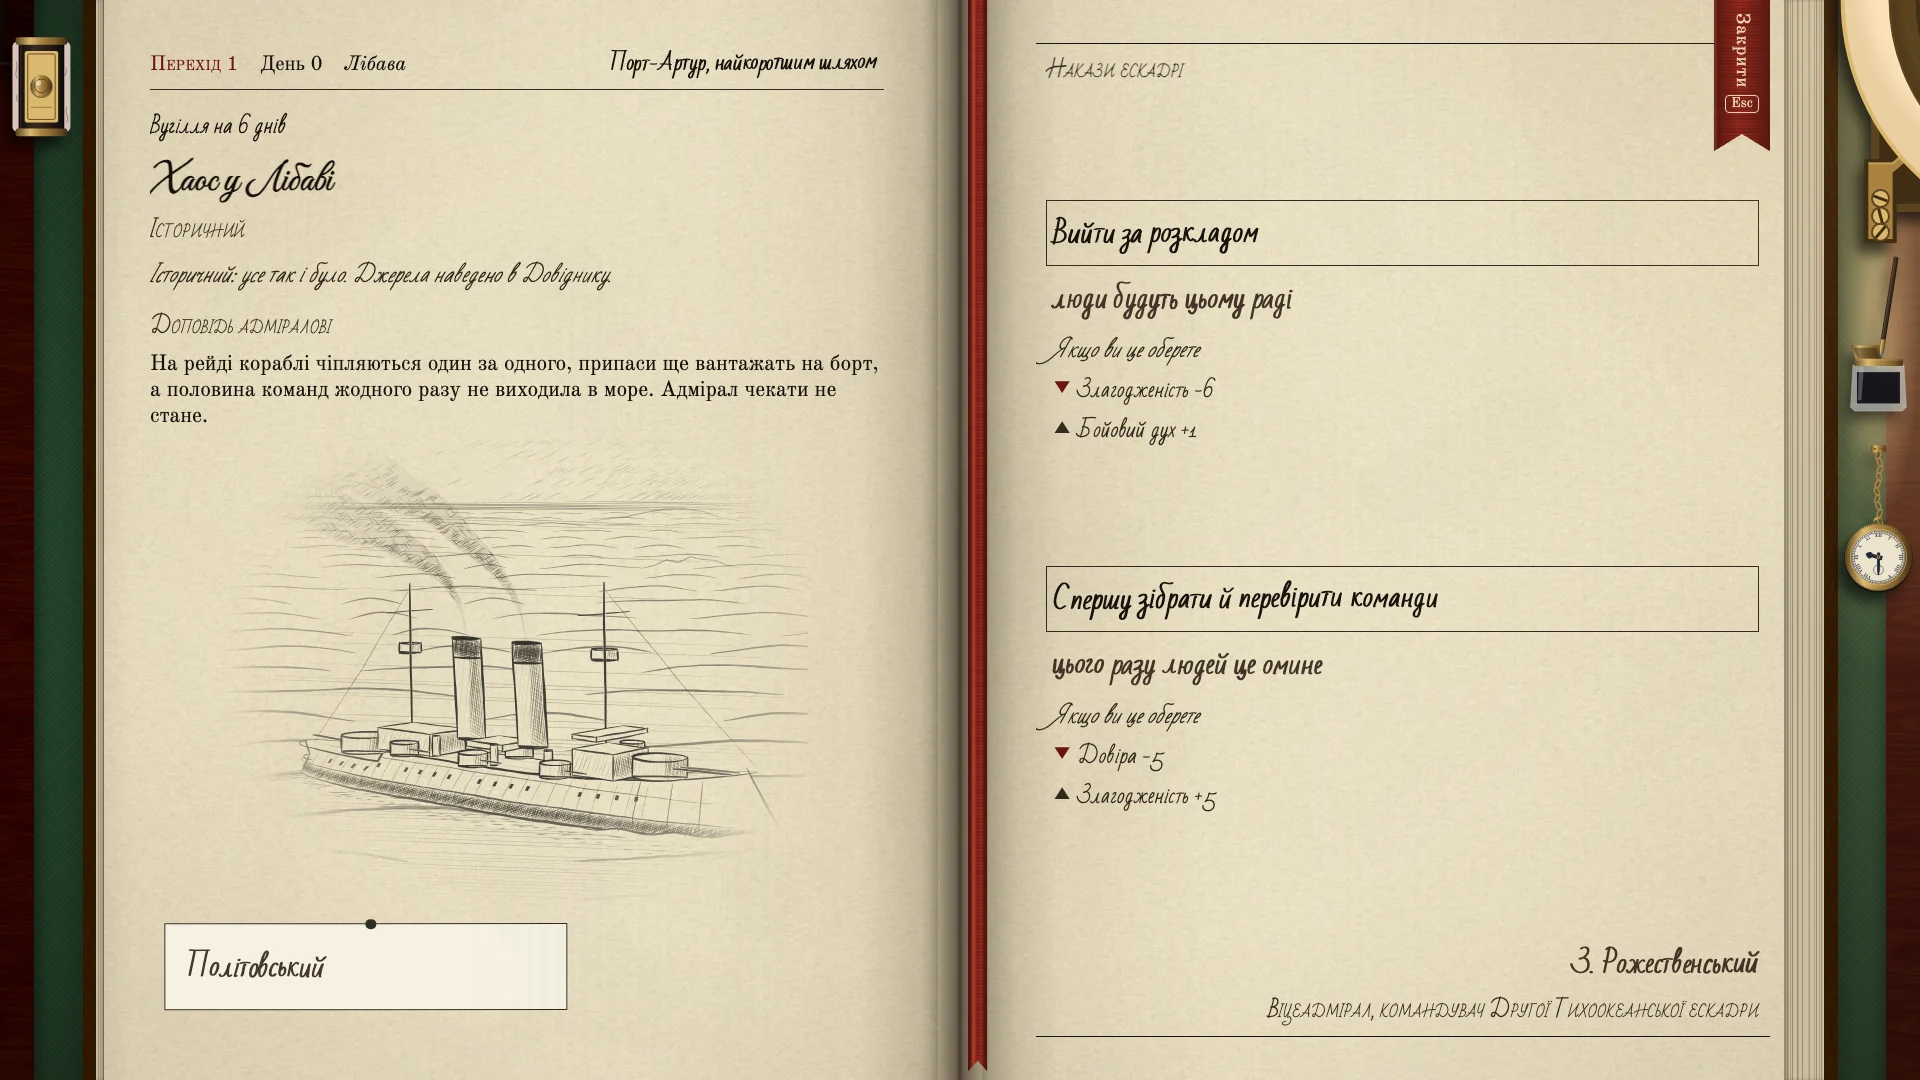 Перехід 1 День 0 Лібава Порт-Артур, найкоротшим шляхом
Вугілля на 6 днів
Хаос у Лібаві
Історичний
Історичний: усе так і було. Джерела наведено в Довіднику.
Доповідь адміралові
На рейді кораблі чіпляються один за одного, припаси ще вантажать на борт,
а половина команд жодного разу не виходила в море. Адмірал чекати не
стане.
Політовський
Накази ескадрі
Закрити
Esc
Вийти за розкладом
люди будуть цьому раді
Якщо ви це оберете
▼ Злагодженість -6
▲ Бойовий дух +1
Спершу зібрати й перевірити команди
цього разу людей це омине
Якщо ви це оберете
▼ Довіра -5
▲ Злагодженість +5
З. Рожественський
Віцеадмірал, командувач Другої Тихоокеанської ескадри